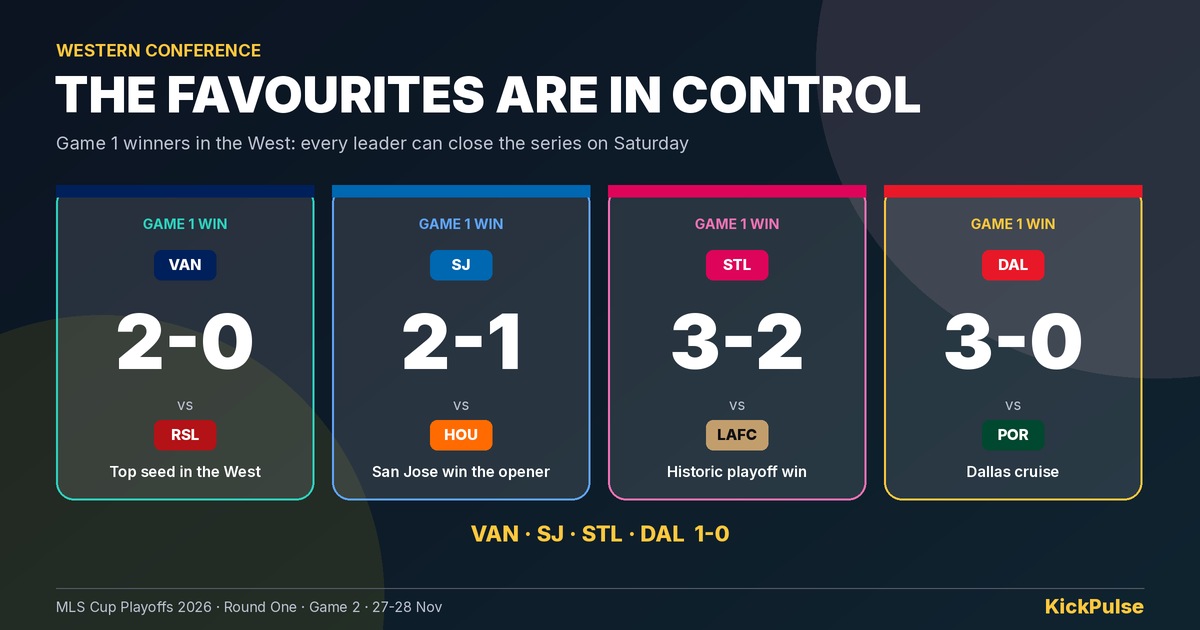 WESTERN CONFERENCE
THE FAVOURITES ARE IN CONTROL
Game 1 winners in the West: every leader can close the series on Saturday
GAME 1 WIN
VAN
2-0
vs
RSL
Top seed in the West
GAME 1 WIN
SJ
2-1
vs
HOU
San Jose win the opener
GAME 1 WIN
STL
3-2
vs
LAFC
Historic playoff win
GAME 1 WIN
DAL
3-0
vs
POR
Dallas cruise
VAN · SJ · STL · DAL 1-0
MLS Cup Playoffs 2026 · Round One · Game 2 · 27-28 Nov
KickPulse